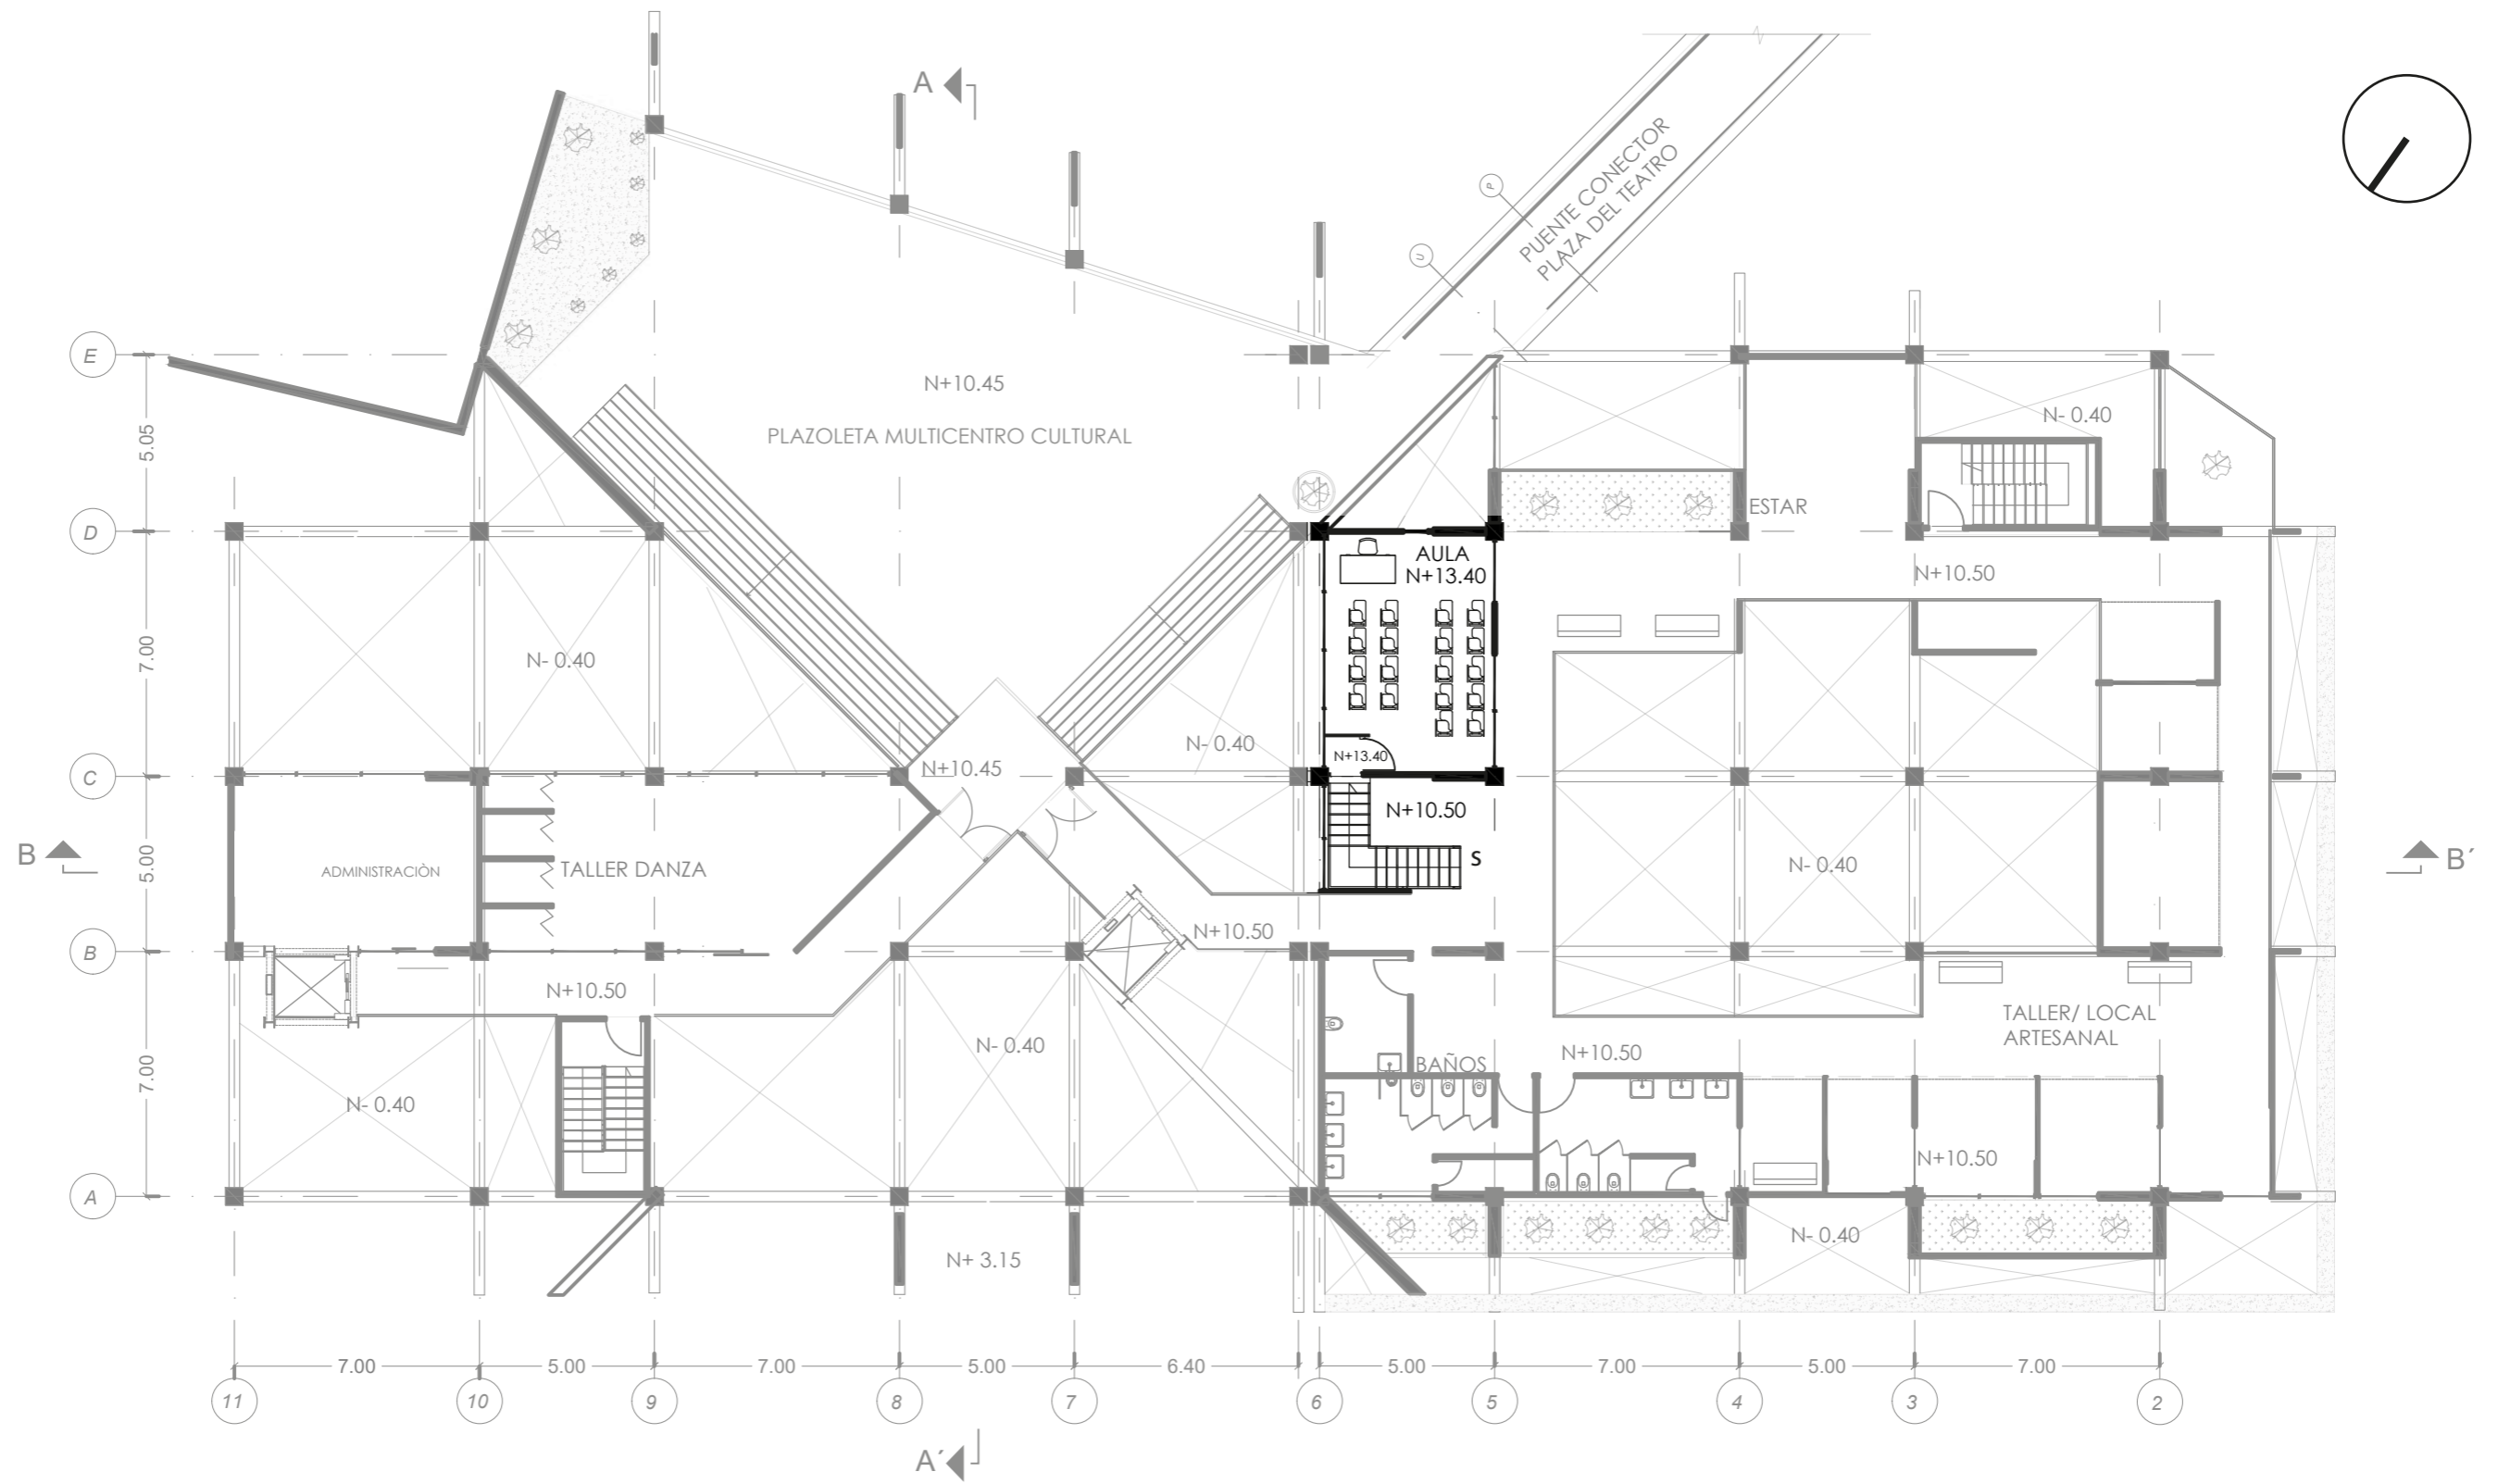 A
P
PUENTE CONECTOR
PLAZA DEL TEATRO
U
E
N+10.45
PLAZOLETA MULTICENTRO CULTURAL
N- 0.40
5.05
D
ESTAR
AULA
N+13.40
N+10.50
7.00
N- 0.40
N- 0.40
N+13.40
C
N+10.45
N+10.50
B
5.00
ADMINISTRACIÒN
TALLER DANZA
S
N- 0.40
B´
B
N+10.50
N+10.50
TALLER/ LOCAL
ARTESANAL
7.00
N- 0.40
N- 0.40
BAÑOS
N+10.50
N+10.50
A
N+ 3.15
N- 0.40
7.00
5.00
7.00
5.00
6.40
5.00
7.00
5.00
7.00
11
10
9
8
7
6
5
4
3
2
A´